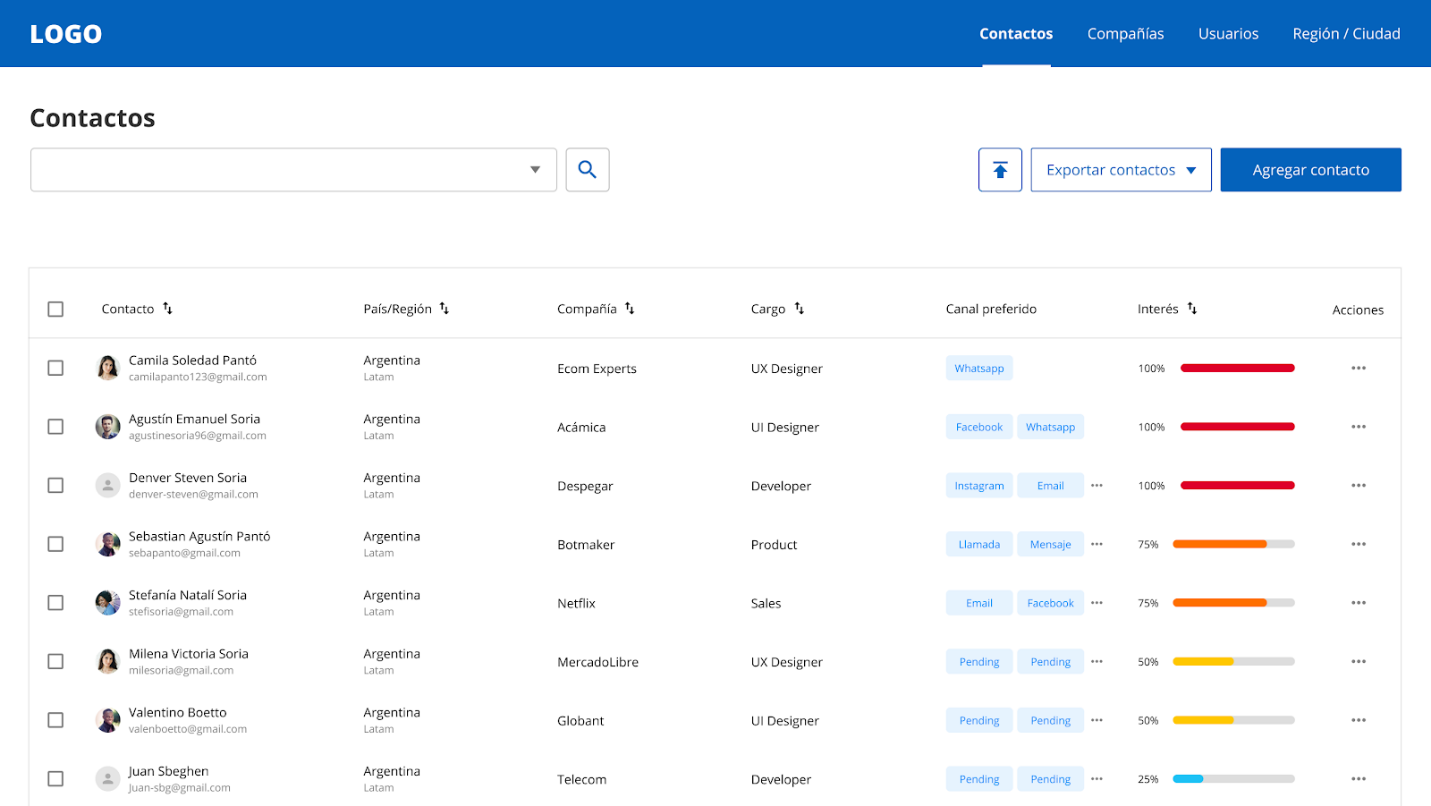 LOGO
Contactos Compañías Usuarios Región / Ciudad
Contactos
Exportar contactos Agregar contacto
Contacto País/Región Compañía Cargo Canal preferido Interés Acciones
Camila Soledad Pantó Argentina
camilapanto123@gmail.com Latam Ecom Experts UX Designer Whatsapp 100%
Agustín Emanuel Soria Argentina
agustinesoria96@gmail.com Latam Acámica UI Designer Facebook Whatsapp 100%
Denver Steven Soria Argentina
denver-steven@gmail.com Latam Despegar Developer Instagram Email 100%
Sebastian Agustín Pantó Argentina
sebapanto@gmail.com Latam Botmaker Product Llamada Mensaje 75%
Stefanía Natalí Soria Argentina
stefisoria@gmail.com Latam Netflix Sales Email Facebook 75%
Milena Victoria Soria Argentina
milesoria@gmail.com Latam MercadoLibre UX Designer Pending Pending 50%
Valentino Boetto Argentina
valenboetto@gmail.com Latam Globant UI Designer Pending Pending 50%
Juan Sbeghen Argentina
Juan-sbg@gmail.com Latam Telecom Developer Pending Pending 25%